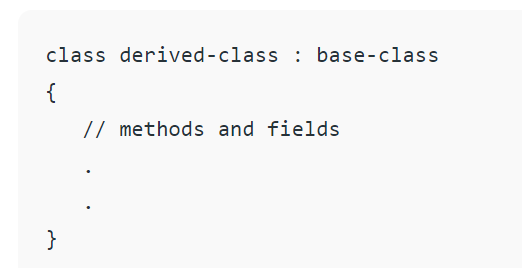 class derived-class : base-class
{
   // methods and fields
   .
   .
}